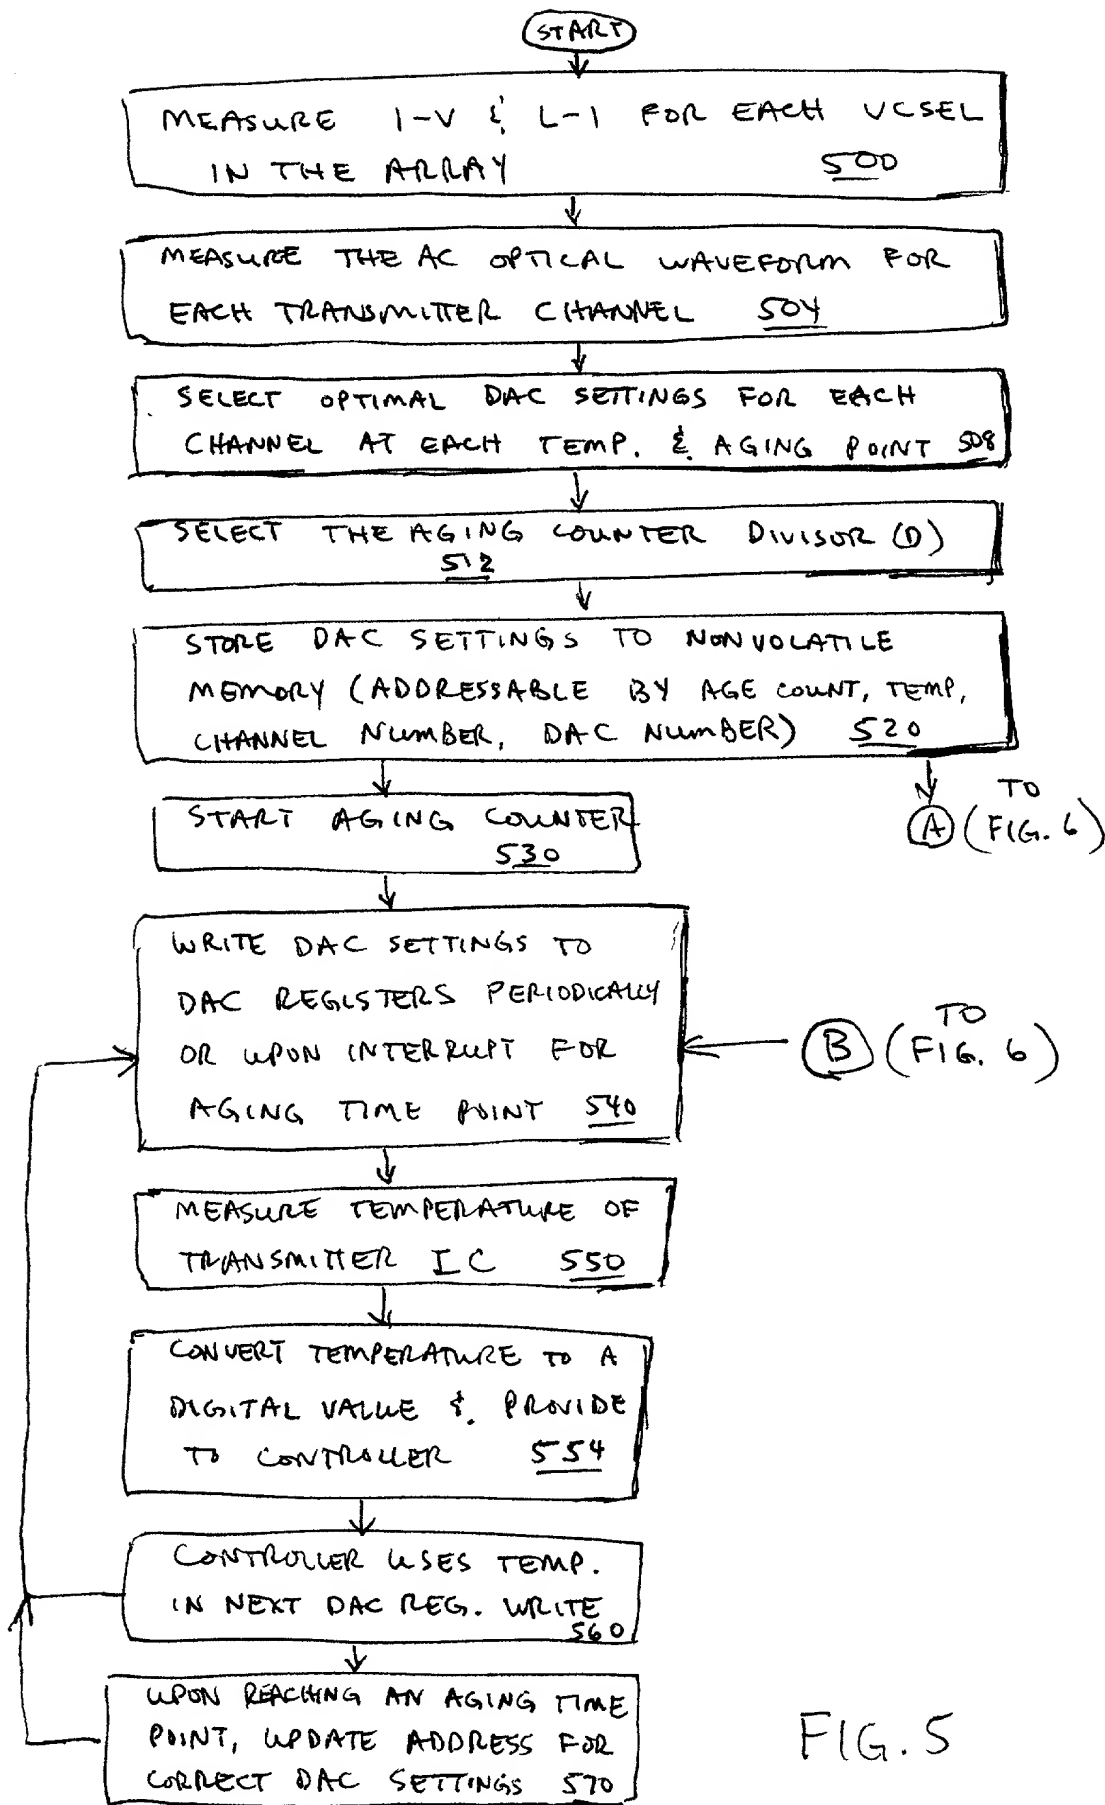 START
MEASURE I-V & L-I FOR EACH VCSEL
IN THE ARRAY 500
MEASURE THE AC OPTICAL WAVEFORM FOR
EACH TRANSMITTER CHANNEL 504
SELECT OPTIMAL DAC SETTINGS FOR EACH
CHANNEL AT EACH TEMP. & AGING POINT 508
SELECT THE AGING COUNTER DIVISOR (D)
512
STORE DAC SETTINGS TO NONVOLATILE
MEMORY (ADDRESSABLE BY AGE COUNT, TEMP,
CHANNEL NUMBER, DAC NUMBER) 520
START AGING COUNTER
530
TO
A (FIG. 6)
WRITE DAC SETTINGS TO
DAC REGISTERS PERIODICALLY
OR UPON INTERRUPT FOR
AGING TIME POINT 540
TO
B (FIG. 6)
MEASURE TEMPERATURE OF
TRANSMITTER IC 550
CONVERT TEMPERATURE TO A
DIGITAL VALUE & PROVIDE
TO CONTROLLER 554
CONTROLLER USES TEMP.
IN NEXT DAC REG. WRITE
560
UPON REACHING AN AGING TIME
POINT, UPDATE ADDRESS FOR
CORRECT DAC SETTINGS 570
FIG. 5